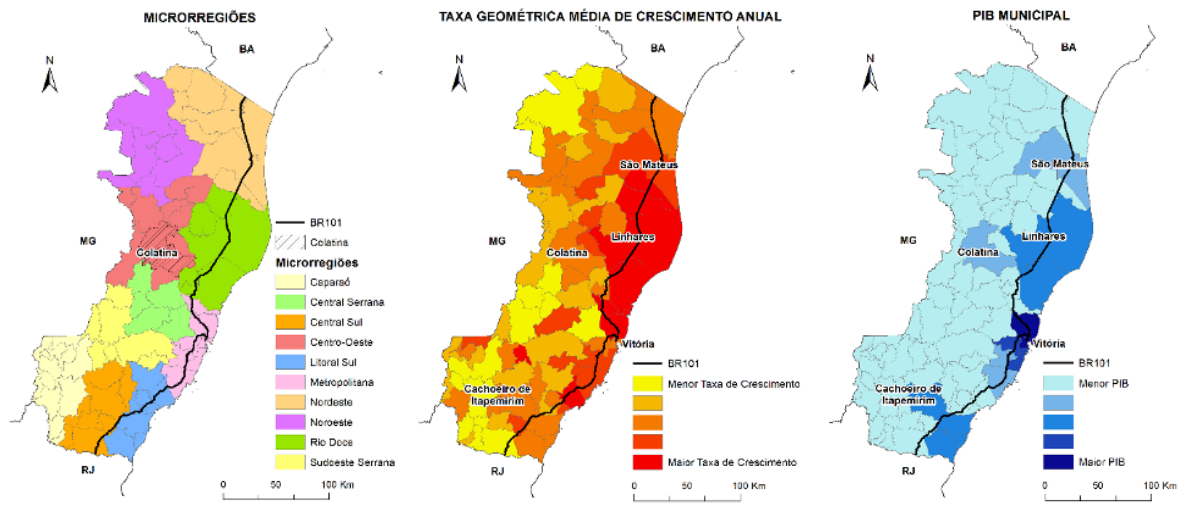 MICRORREGIÕES
BA
N
MG
Colatina
RJ
BR101
Colatina
Microrregiões
Caparaó
Central Serrana
Central Sul
Centro-Oeste
Litoral Sul
Metropolitana
Nordeste
Noroeste
Rio Doce
Sudoeste Serrana
0 50 100 Km
TAXA GEOMÉTRICA MÉDIA DE CRESCIMENTO ANUAL
BA
N
São Mateus
MG
Linhares
Colatina
Vitória
Cachoeiro de
Itapemirim
RJ
BR101
Menor Taxa de Crescimento
Maior Taxa de Crescimento
0 50 100 Km
PIB MUNICIPAL
BA
N
São Mateus
MG
Linhares
Colatina
Vitória
Cachoeiro de
Itapemirim
RJ
BR101
Menor PIB
Maior PIB
0 50 100 Km